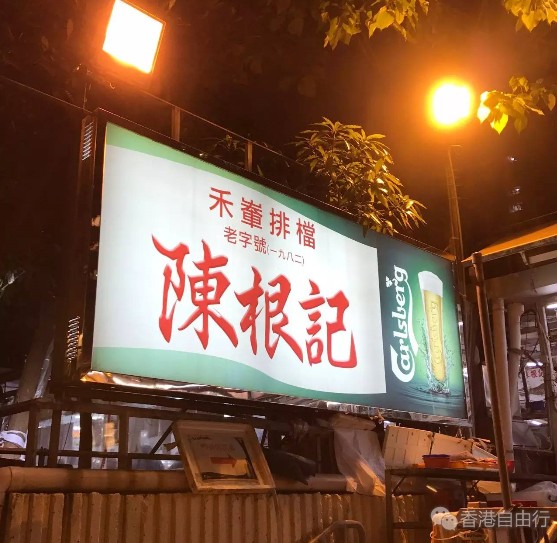 禾輋排檔
老字號(一九八二)
陳根記
Carlsberg
香港自由行